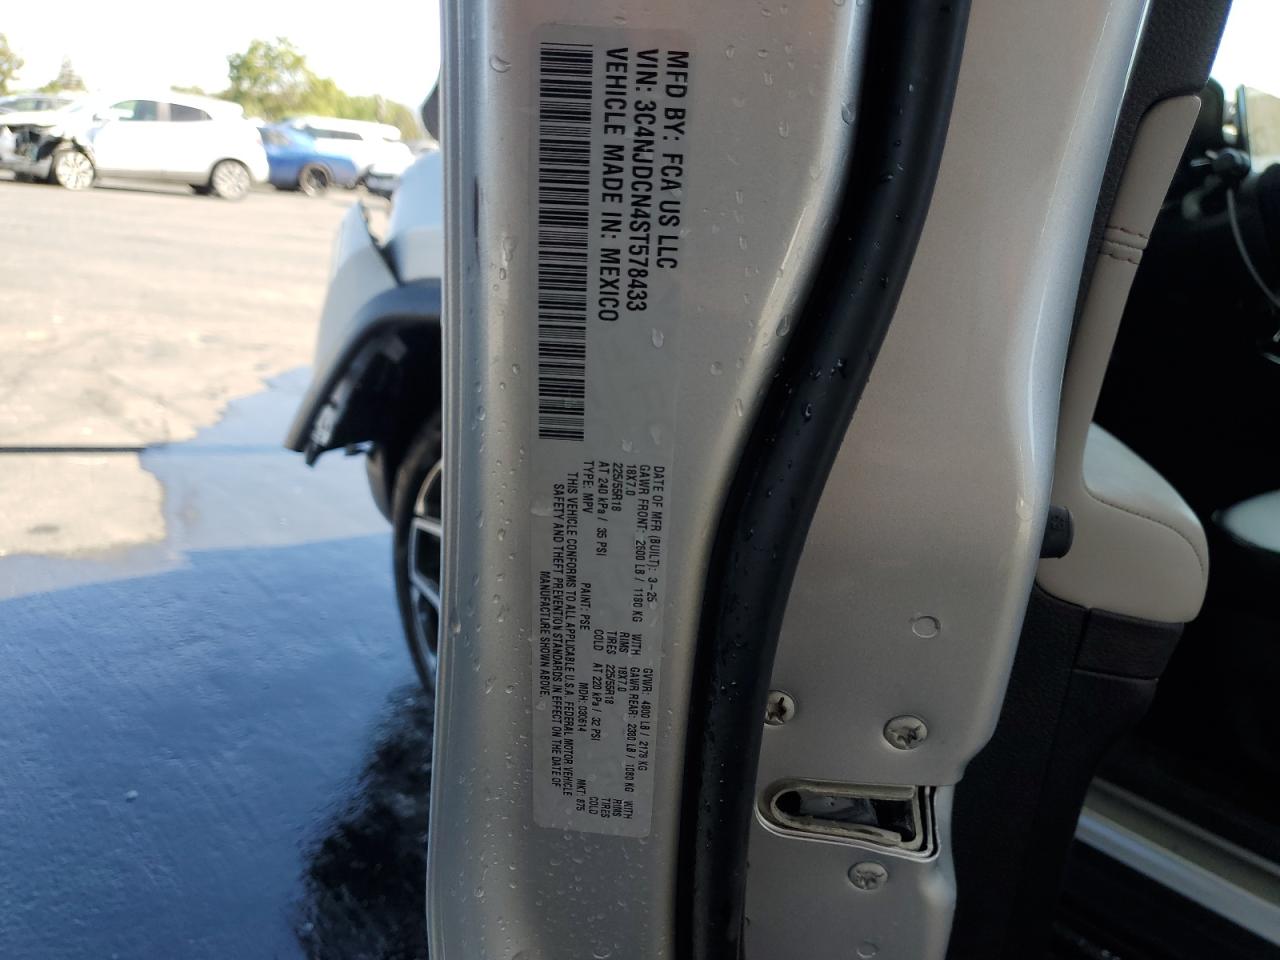 MFD BY: FCA US LLC
VIN: 3C4NJDCN4ST578433
VEHICLE MADE IN: MEXICO
DATE OF MFR (BUILT): 3-25 GVWR: 4800 LB / 2178 KG
GAWR FRONT: 2600 LB / 1180 KG WITH GAWR REAR: 2380 LB / 1080 KG WITH
18X7.0 RIMS 18X7.0 RIMS
225/55R18 TIRES 225/55R18 TIRES
AT 240 kPa / 35 PSI COLD AT 220 kPa / 32 PSI COLD
TYPE: MPV PAINT: PSE MDH: 030614 MKT: 875
THIS VEHICLE CONFORMS TO ALL APPLICABLE U.S.A. FEDERAL MOTOR VEHICLE
SAFETY AND THEFT PREVENTION STANDARDS IN EFFECT ON THE DATE OF
MANUFACTURE SHOWN ABOVE.